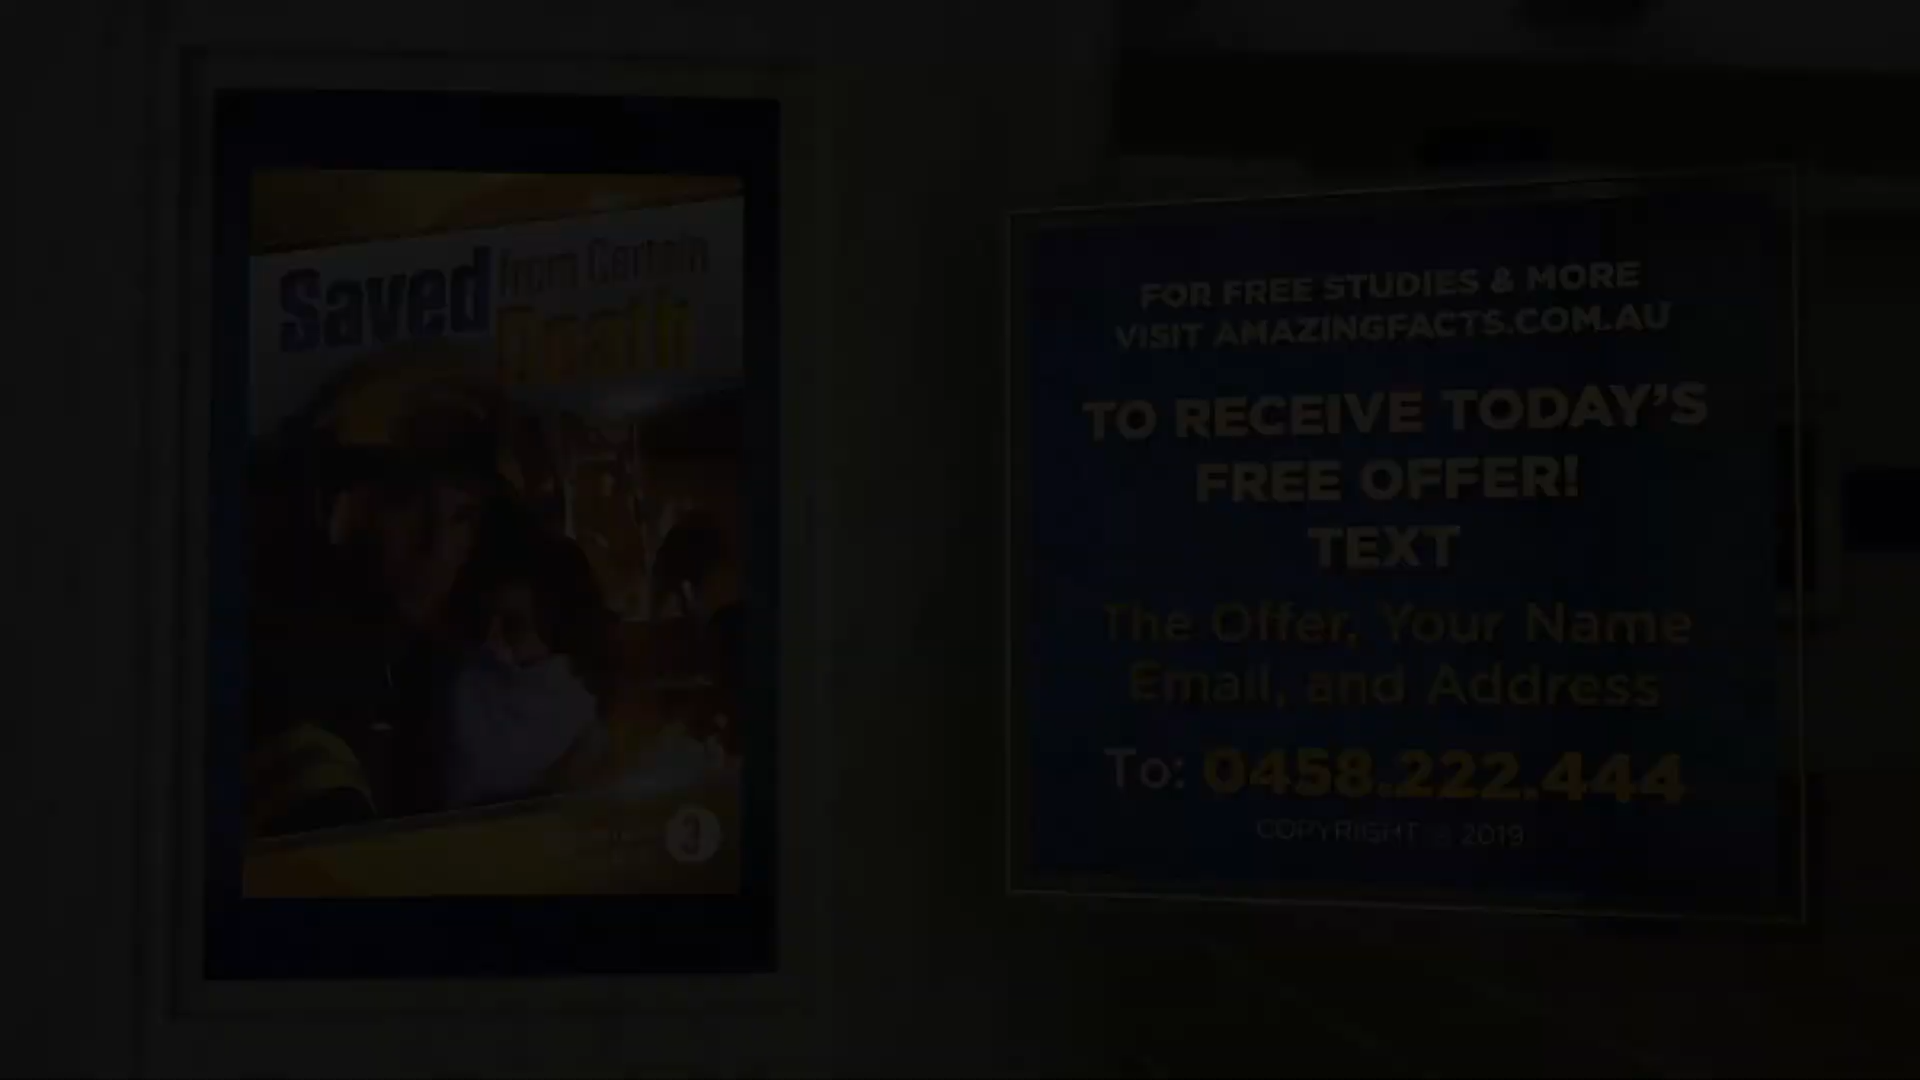 Saved from Certain
Death
3
FOR FREE STUDIES & MORE
VISIT AMAZINGFACTS.COM.AU
TO RECEIVE TODAY'S
FREE OFFER!
TEXT
The Offer, Your Name
Email, and Address
To: 0458.222.444
COPYRIGHT © 2019